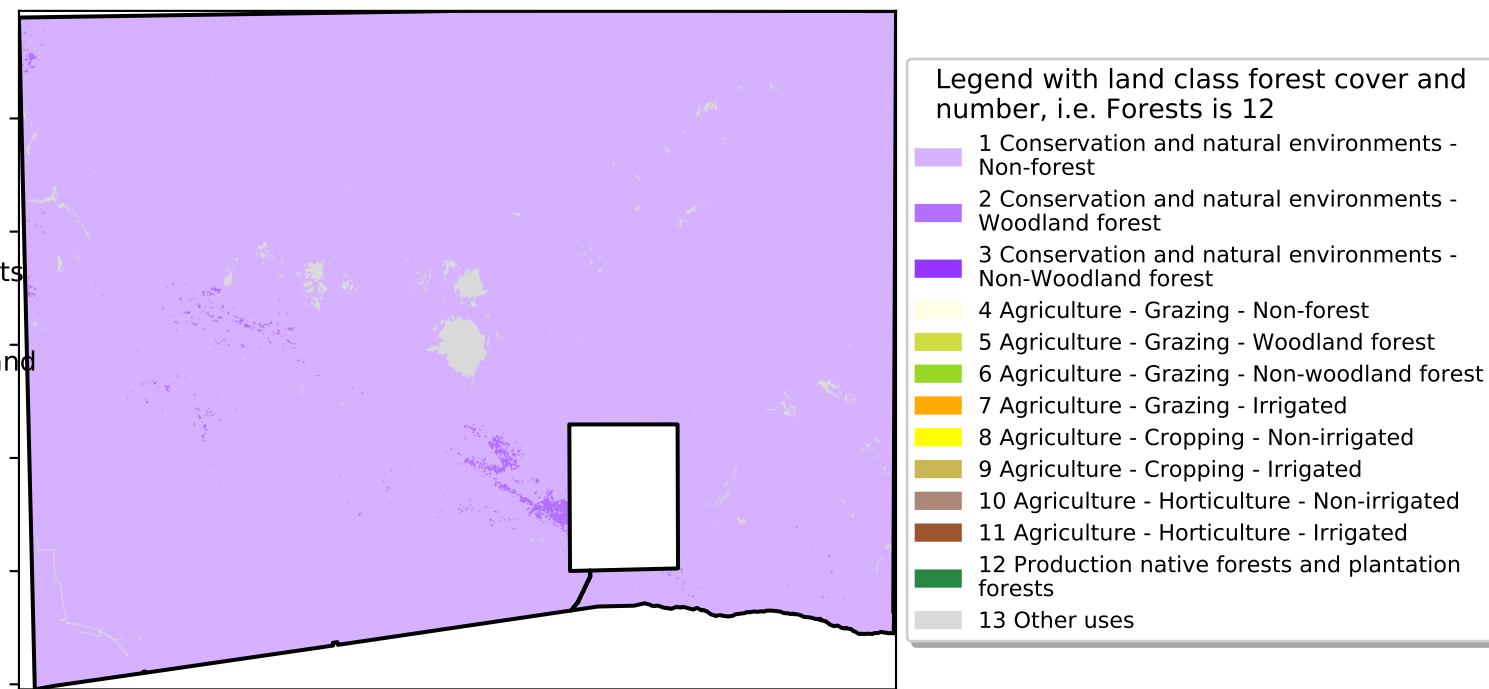 ts
Legend with land class forest cover and
number, i.e. Forests is 12
1 Conservation and natural environments -
Non-forest
2 Conservation and natural environments -
Woodland forest
3 Conservation and natural environments -
Non-Woodland forest
4 Agriculture - Grazing - Non-forest
5 Agriculture - Grazing - Woodland forest
6 Agriculture - Grazing - Non-woodland forest
7 Agriculture - Grazing - Irrigated
8 Agriculture - Cropping - Non-irrigated
9 Agriculture - Cropping - Irrigated
10 Agriculture - Horticulture - Non-irrigated
11 Agriculture - Horticulture - Irrigated
12 Production native forests and plantation
forests
13 Other uses